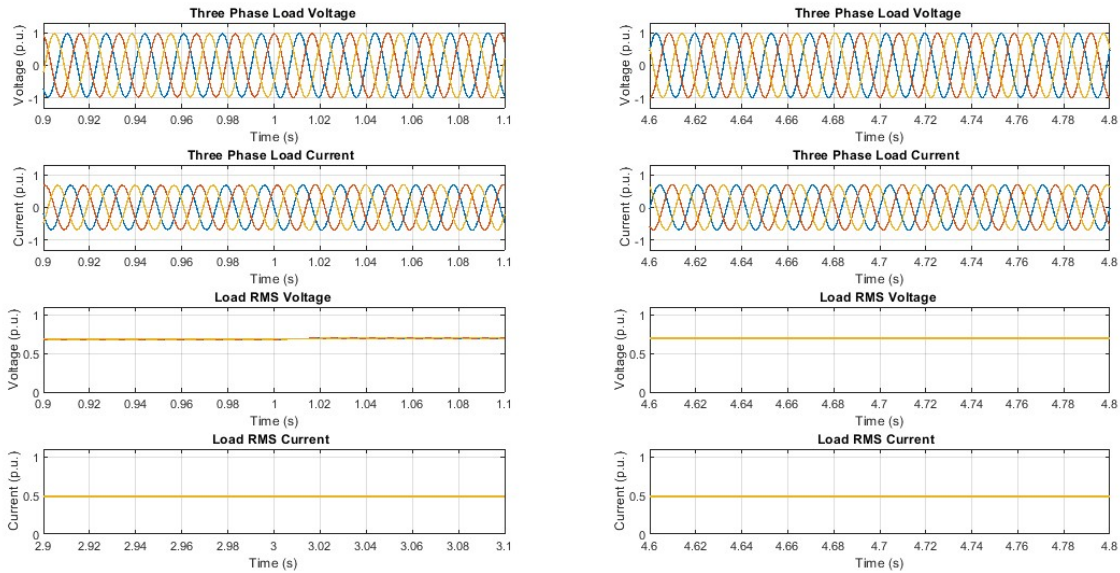 Three Phase Load Voltage
Voltage (p.u.)
1
0
-1
0.9 0.92 0.94 0.96 0.98 1 1.02 1.04 1.06 1.08 1.1
Time (s)
Three Phase Load Current
Current (p.u.)
1
0
-1
0.9 0.92 0.94 0.96 0.98 1 1.02 1.04 1.06 1.08 1.1
Time (s)
Load RMS Voltage
Voltage (p.u.)
1
0.5
0
0.9 0.92 0.94 0.96 0.98 1 1.02 1.04 1.06 1.08 1.1
Time (s)
Load RMS Current
Current (p.u.)
1
0.5
0
2.9 2.92 2.94 2.96 2.98 3 3.02 3.04 3.06 3.08 3.1
Time (s)
Three Phase Load Voltage
Voltage (p.u.)
1
0
-1
4.6 4.62 4.64 4.66 4.68 4.7 4.72 4.74 4.76 4.78 4.8
Time (s)
Three Phase Load Current
Current (p.u.)
1
0
-1
4.6 4.62 4.64 4.66 4.68 4.7 4.72 4.74 4.76 4.78 4.8
Time (s)
Load RMS Voltage
Voltage (p.u.)
1
0.5
0
4.6 4.62 4.64 4.66 4.68 4.7 4.72 4.74 4.76 4.78 4.8
Time (s)
Load RMS Current
Current (p.u.)
1
0.5
0
4.6 4.62 4.64 4.66 4.68 4.7 4.72 4.74 4.76 4.78 4.8
Time (s)